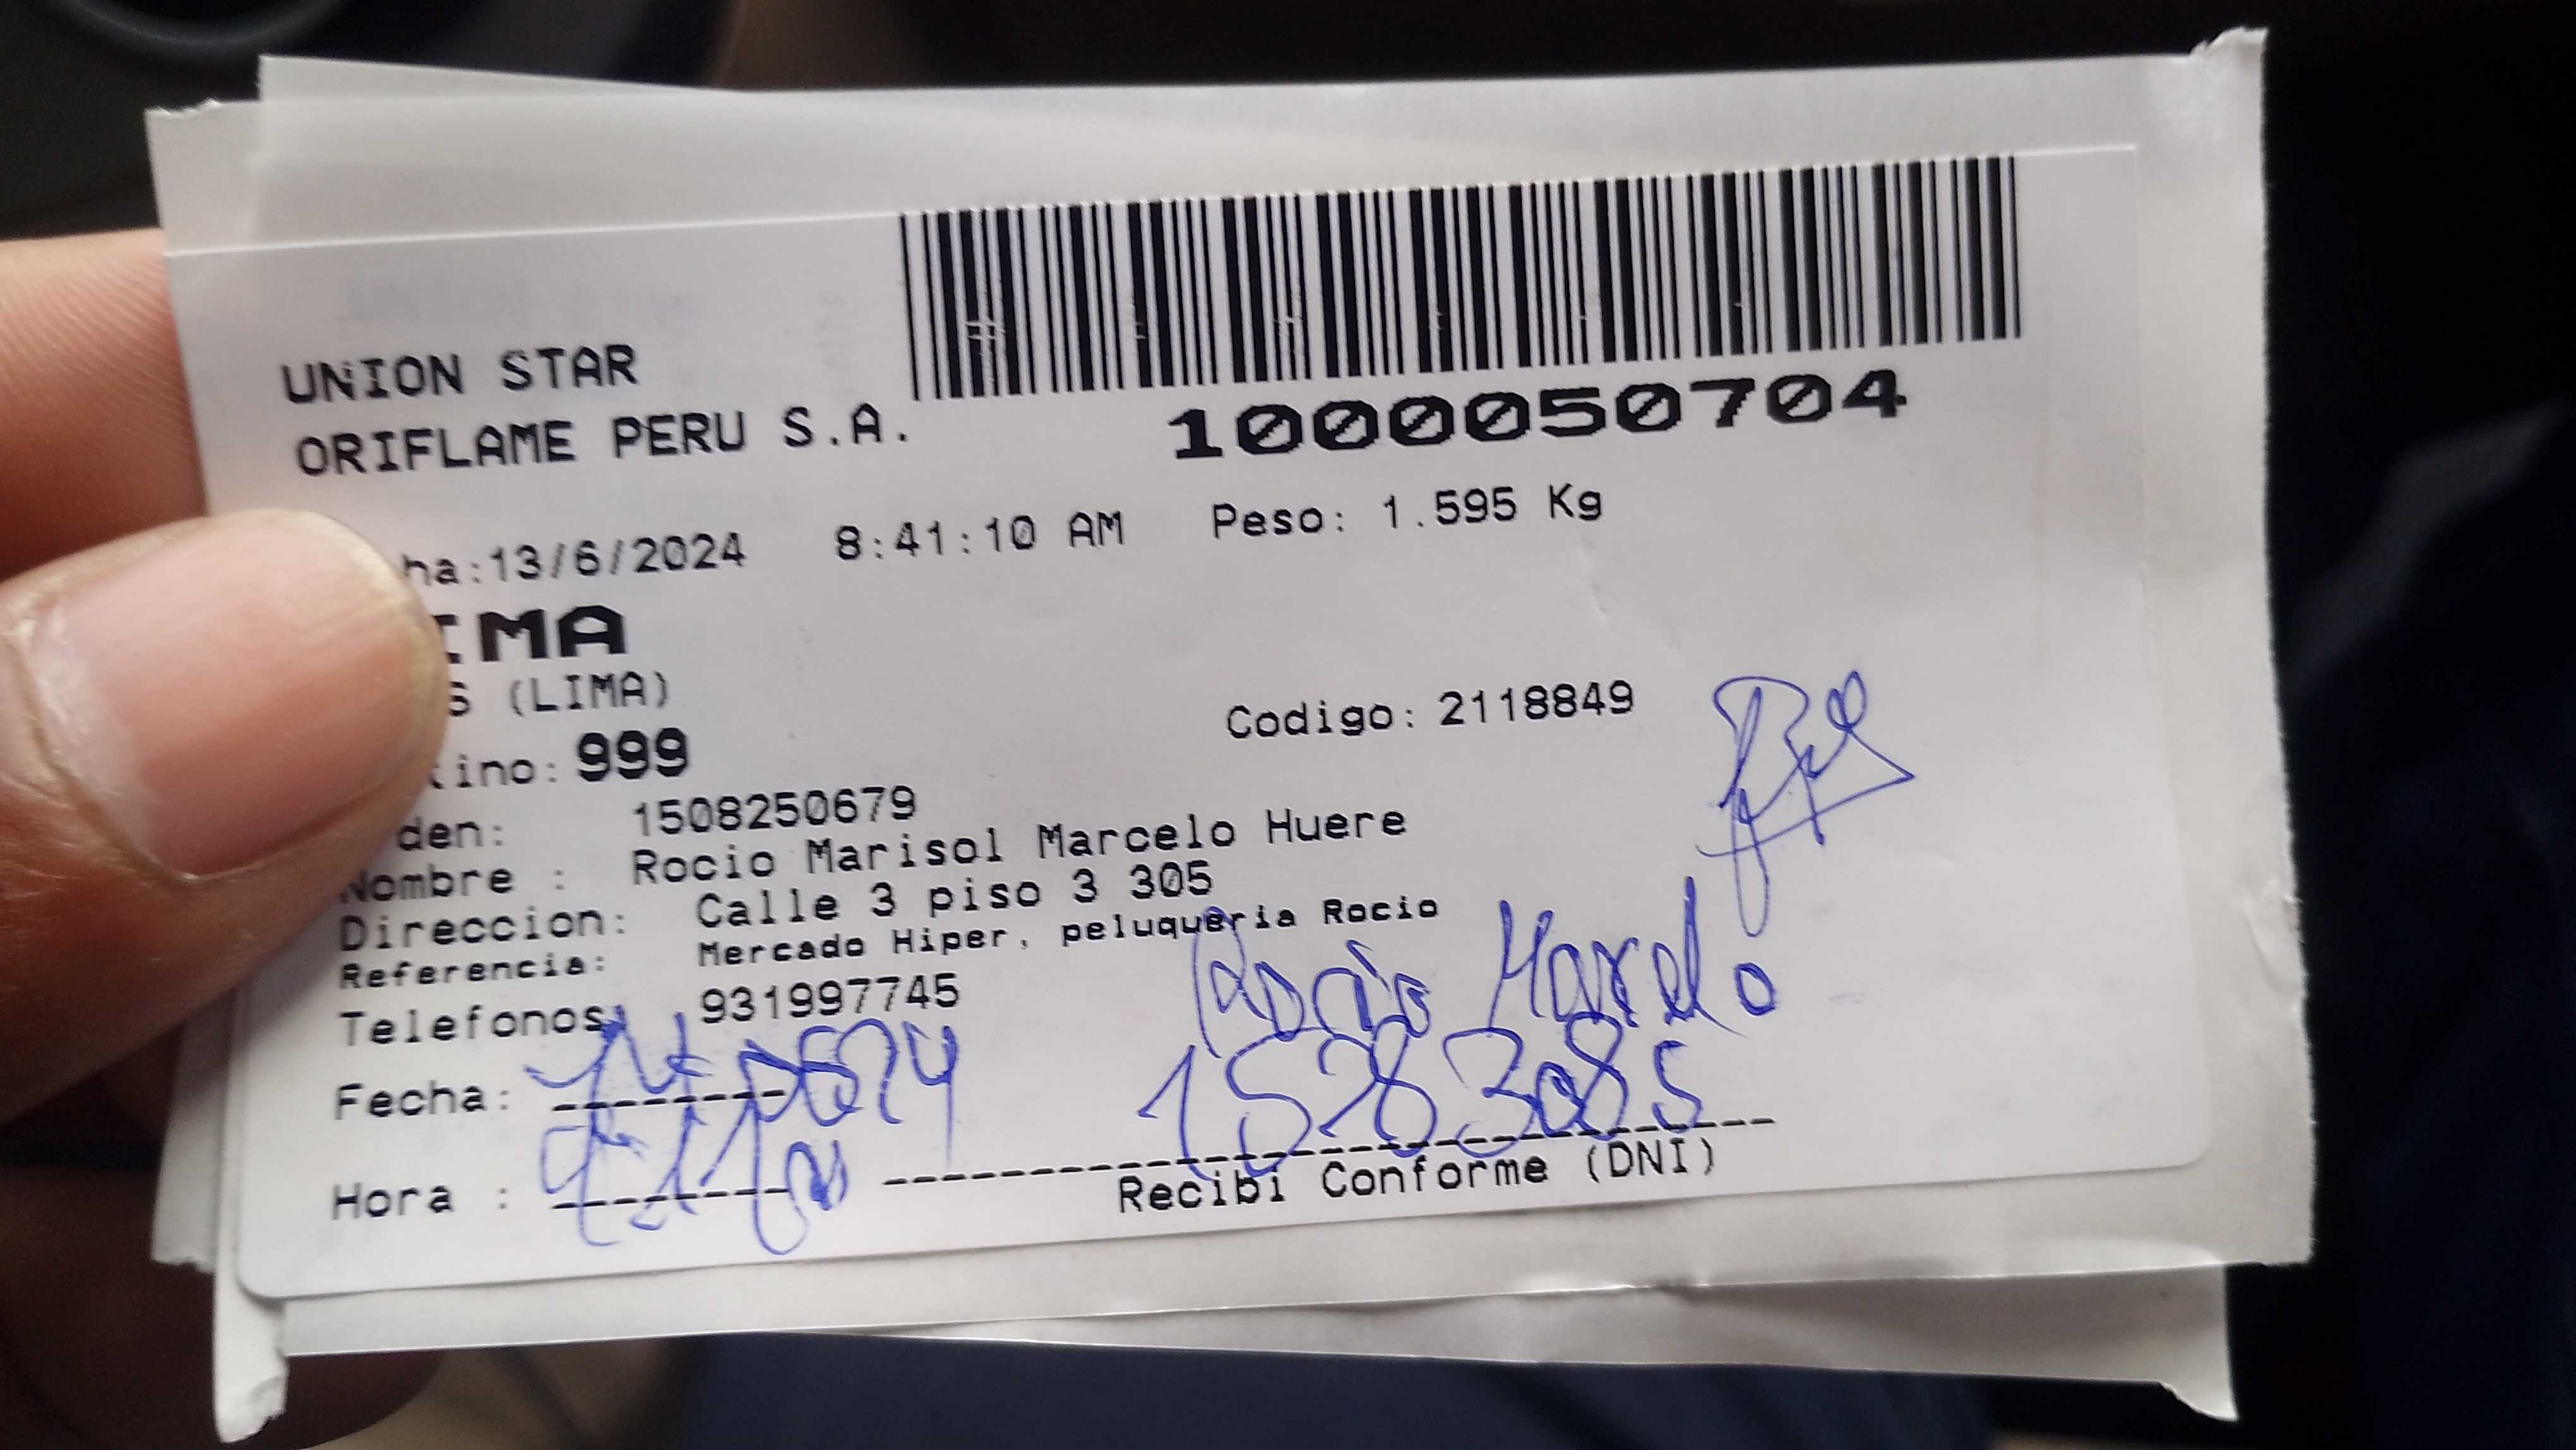 UNION STAR
ORIFLAME PERU S.A.
1000050704
ha:13/6/2024 8:41:10 AM Peso: 1.595 Kg
IMA
S (LIMA)
Codigo: 2118849
tino: 999
den: 1508250679
Nombre : Rocio Marisol Marcelo Huere
Direccion: Calle 3 piso 3 305
Referencia: Mercado Hiper, peluqueria Rocio
Telefonos: 931997745
Rocio Marcelo
Fecha:
15283085
Hora :
Recibi Conforme (DNI)